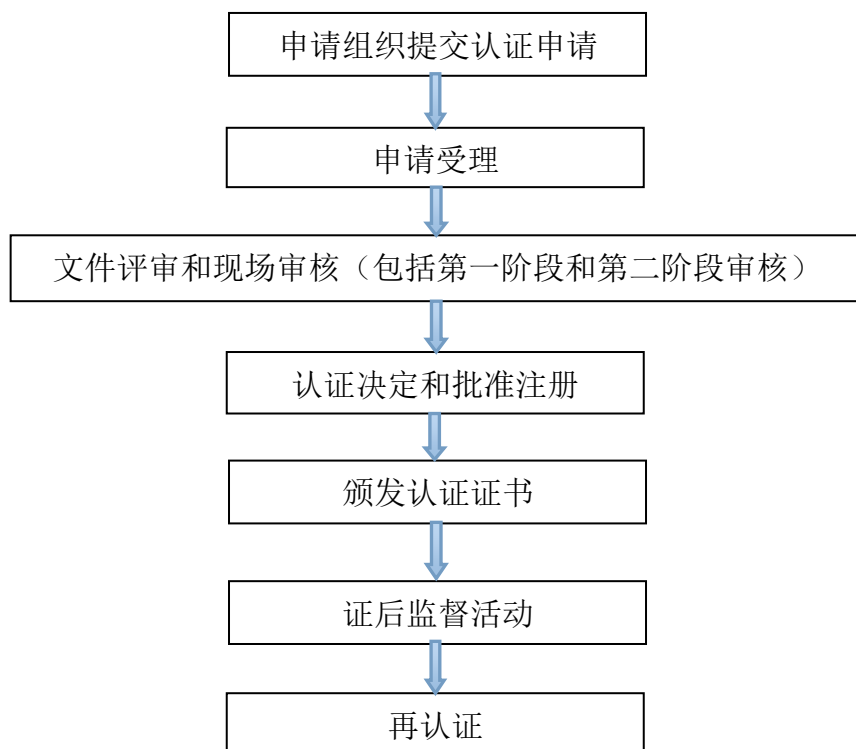 申请组织提交认证申请
申请受理
文件评审和现场审核（包括第一阶段和第二阶段审核）
认证决定和批准注册
颁发认证证书
证后监督活动
再认证